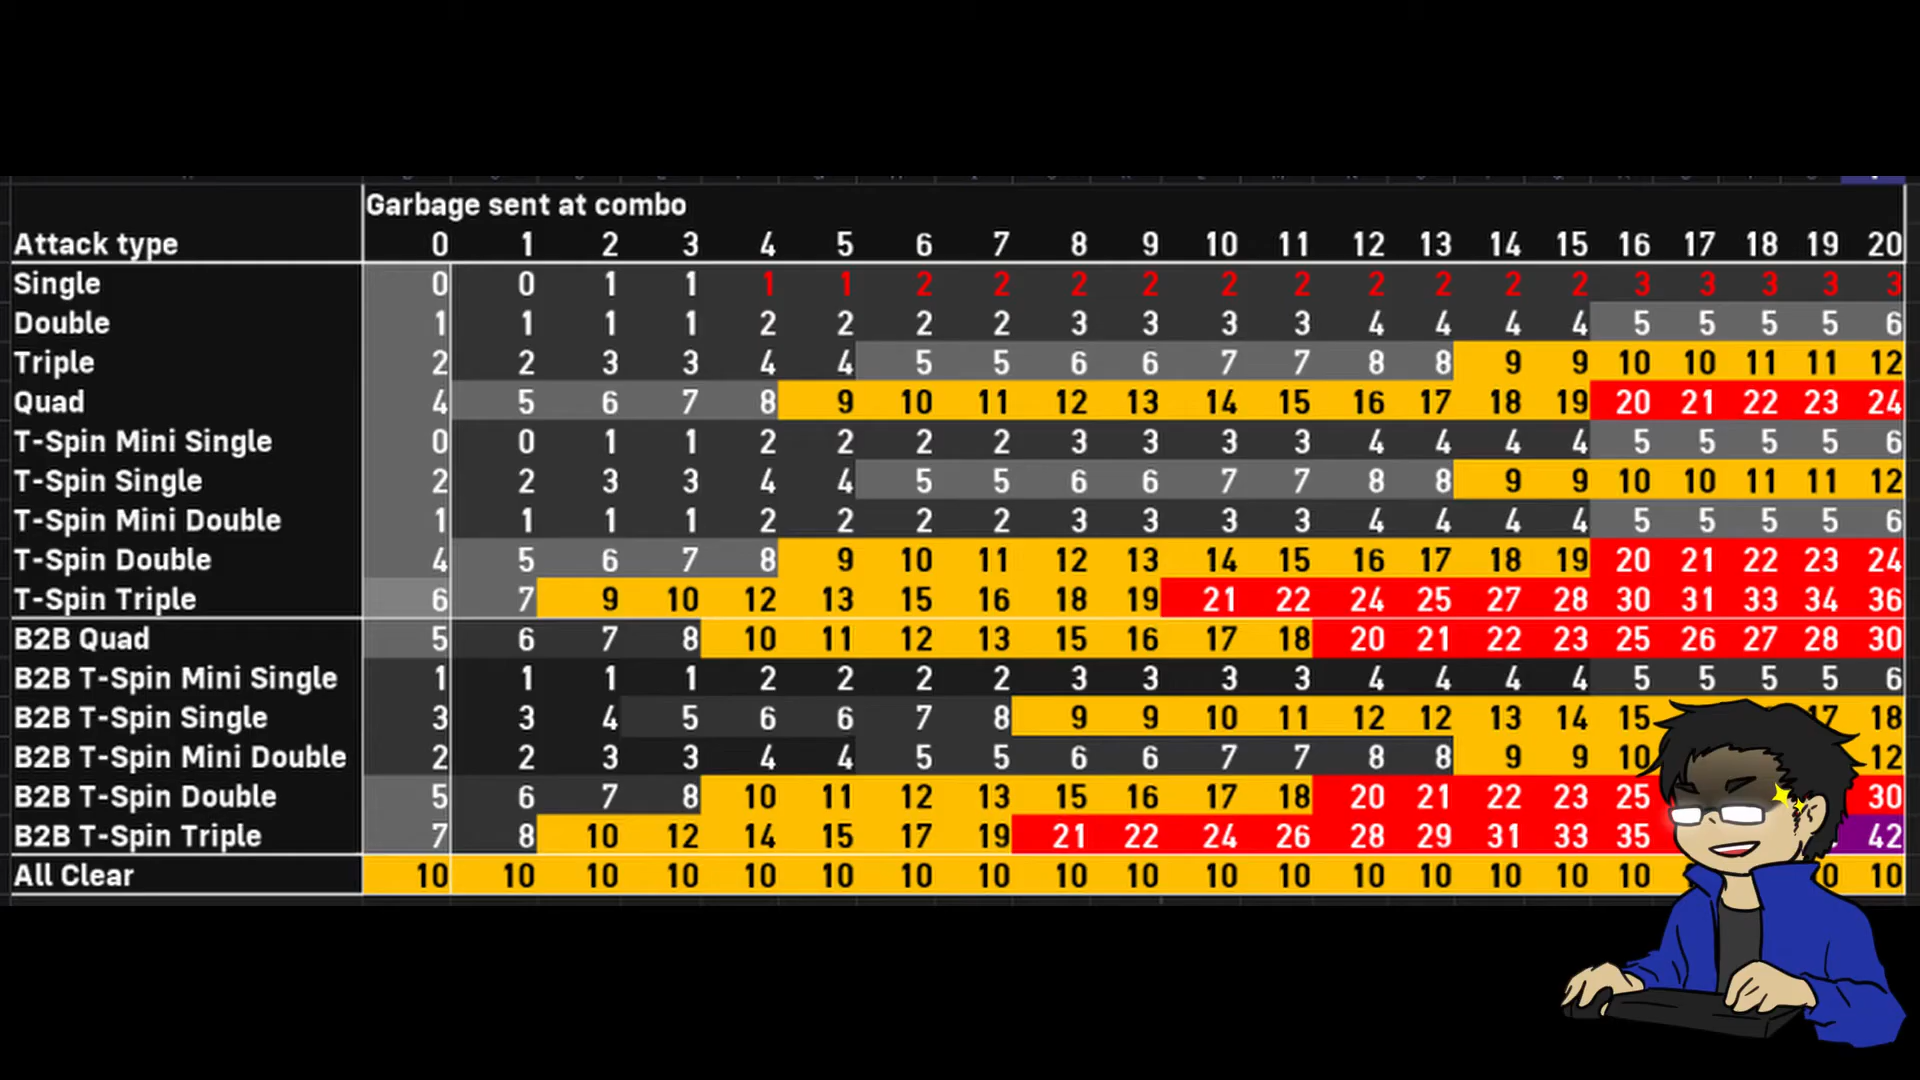 Garbage sent at combo
Attack type 0 1 2 3 4 5 6 7 8 9 10 11 12 13 14 15 16 17 18 19 20
Single 0 0 1 1 1 1 2 2 2 2 2 2 2 2 2 2 3 3 3 3 3
Double 1 1 1 1 2 2 2 2 3 3 3 3 4 4 4 4 5 5 5 5 6
Triple 2 2 3 3 4 4 5 5 6 6 7 7 8 8 9 9 10 10 11 11 12
Quad 4 5 6 7 8 9 10 11 12 13 14 15 16 17 18 19 20 21 22 23 24
T-Spin Mini Single 0 0 1 1 2 2 2 2 3 3 3 3 4 4 4 4 5 5 5 5 6
T-Spin Single 2 2 3 3 4 4 5 5 6 6 7 7 8 8 9 9 10 10 11 11 12
T-Spin Mini Double 1 1 1 1 2 2 2 2 3 3 3 3 4 4 4 4 5 5 5 5 6
T-Spin Double 4 5 6 7 8 9 10 11 12 13 14 15 16 17 18 19 20 21 22 23 24
T-Spin Triple 6 7 9 10 12 13 15 16 18 19 21 22 24 25 27 28 30 31 33 34 36
B2B Quad 5 6 7 8 10 11 12 13 15 16 17 18 20 21 22 23 25 26 27 28 30
B2B T-Spin Mini Single 1 1 1 1 2 2 2 2 3 3 3 3 4 4 4 4 5 5 5 5 6
B2B T-Spin Single 3 3 4 5 6 6 7 8 9 9 10 11 12 12 13 14 15 17 18
B2B T-Spin Mini Double 2 2 3 3 4 4 5 5 6 6 7 7 8 8 9 9 10 12
B2B T-Spin Double 5 6 7 8 10 11 12 13 15 16 17 18 20 21 22 23 25 30
B2B T-Spin Triple 7 8 10 12 14 15 17 19 21 22 24 26 28 29 31 33 35 42
All Clear 10 10 10 10 10 10 10 10 10 10 10 10 10 10 10 10 10 10